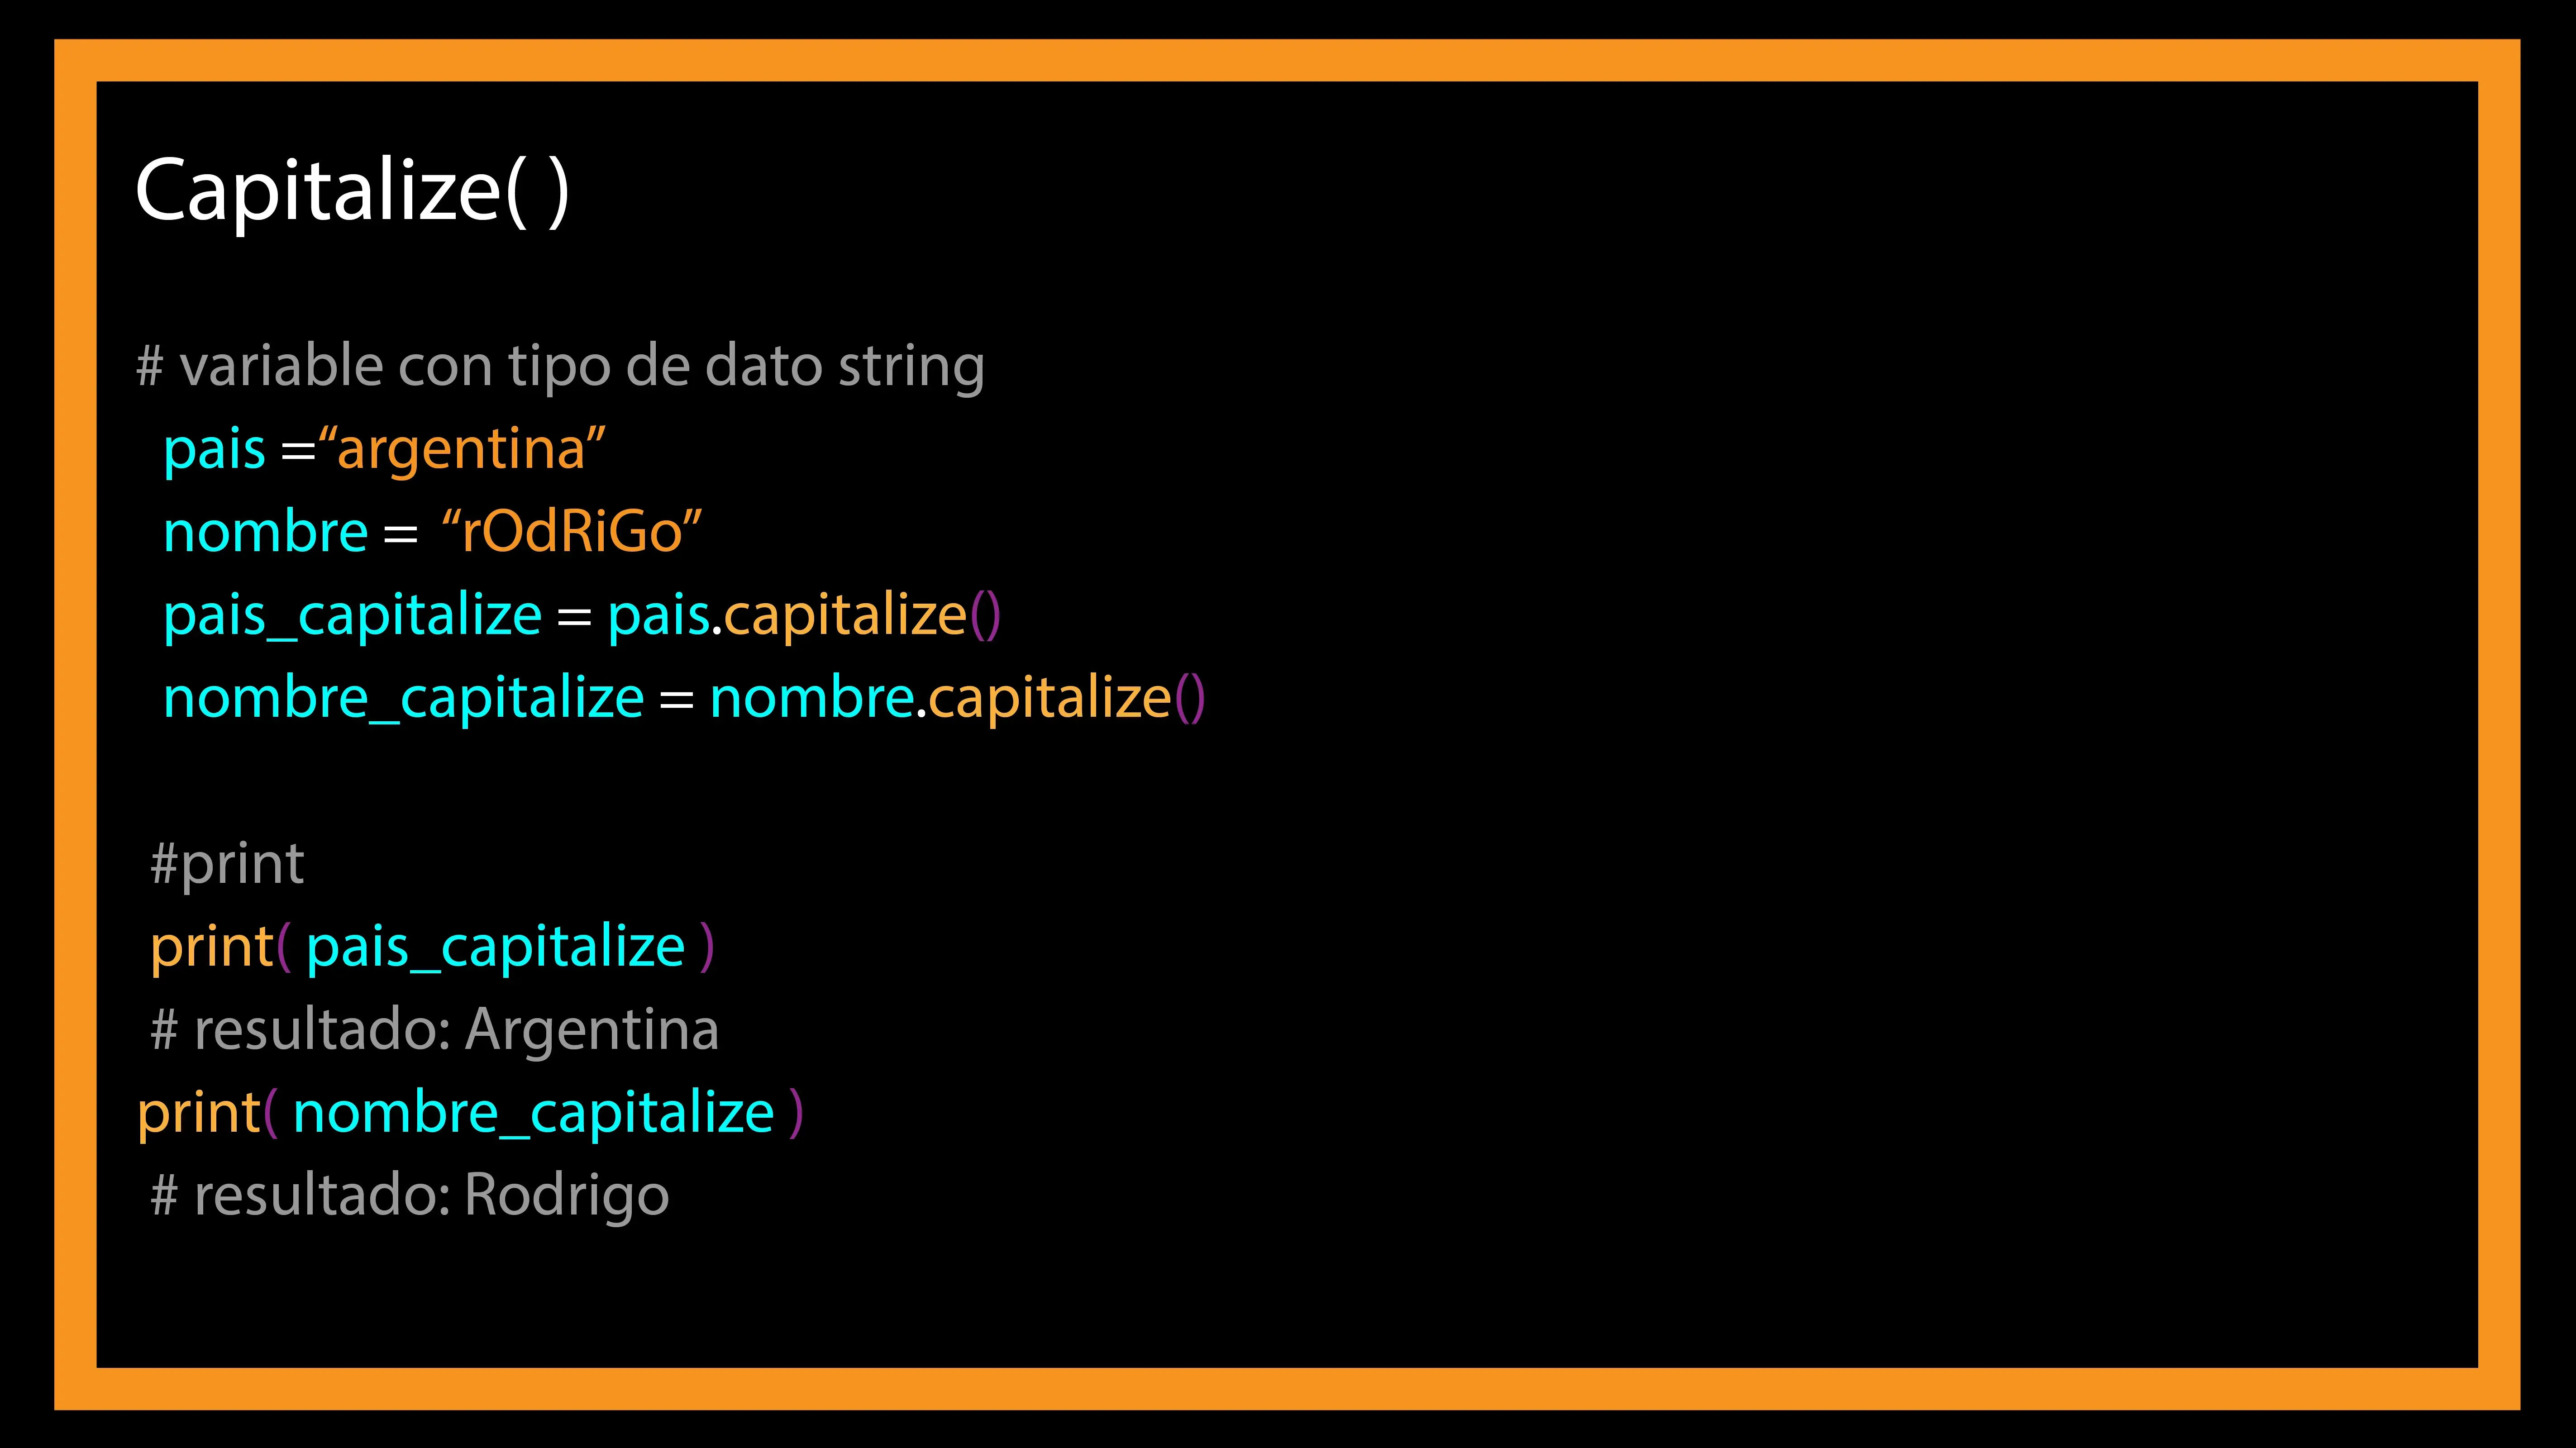 Capitalize( )
# variable con tipo de dato string
pais =“argentina”
nombre = “rOdRiGo”
pais_capitalize = pais.capitalize()
nombre_capitalize = nombre.capitalize()
#print
print( pais_capitalize )
# resultado: Argentina
print( nombre_capitalize )
# resultado: Rodrigo